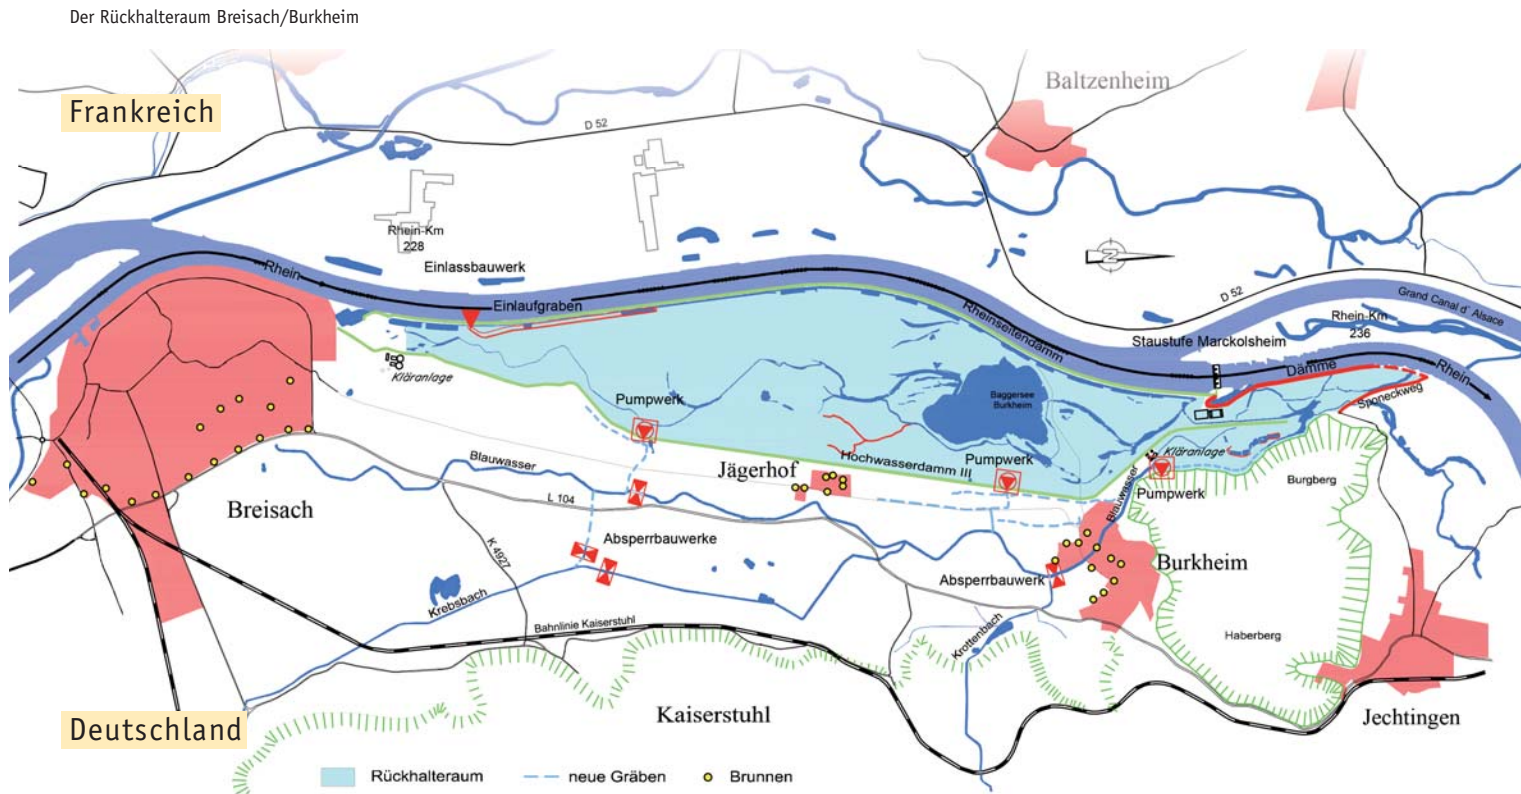 Der Rückhalteraum Breisach/Burkheim
Frankreich
Baltzenheim
D 52
Rhein-Km
228
Einlassbauwerk
Rhein
Einlaufgraben
N
D 52
Grand Canal d' Alsace
Rhein-Km
236
Staustufe Marckolsheim
Rheinseitendamm
Dämme
Rhein
Sponeckweg
Kläranlage
Pumpwerk
Baggersee
Burkheim
Kläranlage
Hochwasserdamm III
Pumpwerk
Jägerhof
Blauwasser
Blauwasser
Pumpwerk
Burgberg
L 104
Breisach
K 4927
Absperrbauwerke
Absperrbauwerk
Burkheim
Krebsbach
Bahnlinie Kaiserstuhl
Krottenbach
Haberberg
Kaiserstuhl
Jechtingen
Deutschland
Rückhalteraum
neue Gräben
Brunnen